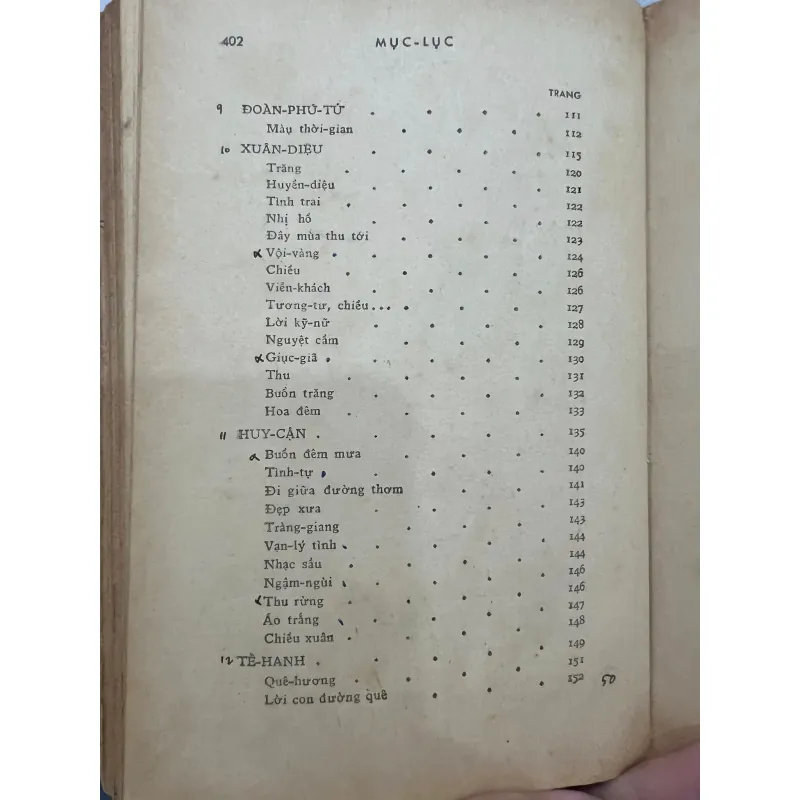 402 MỤC-LỤC
TRANG
9 ĐOÀN-PHÚ-TỨ . . . . 111
Màu thời-gian . . . 112
10 XUÂN-DIỆU . . . . 115
Trăng . . . . 120
Huyền-diệu . . . . 121
Tình trai . . . . 122
Nhị hồ . . . . 122
Đây mùa thu tới . . . 123
Vội-vàng . . . . 124
Chiều . . . . 126
Viễn-khách . . . . 126
Tương-tư, chiều... . . . 127
Lời kỹ-nữ . . . . 128
Nguyệt cầm . . . . 129
Giục-giã . . . . 130
Thu . . . . 131
Buồn trăng . . . . 132
Hoa đêm . . . . 133
11 HUY-CẬN . . . . 135
Buồn đêm mưa . . . 140
Tình-tự . . . . 140
Đi giữa đường thơm . . . 141
Đẹp xưa . . . . 143
Tràng-giang . . . 143
Vạn-lý tình . . . . 144
Nhạc sầu . . . . 144
Ngậm-ngùi . . . . 146
Thu rừng . . . . 146
Áo trắng . . . . 147
Chiều xuân . . . . 148
12 TẾ-HANH . . . . 149
Quê-hương . . . . 151
Lời con đường quê . . . 152 50